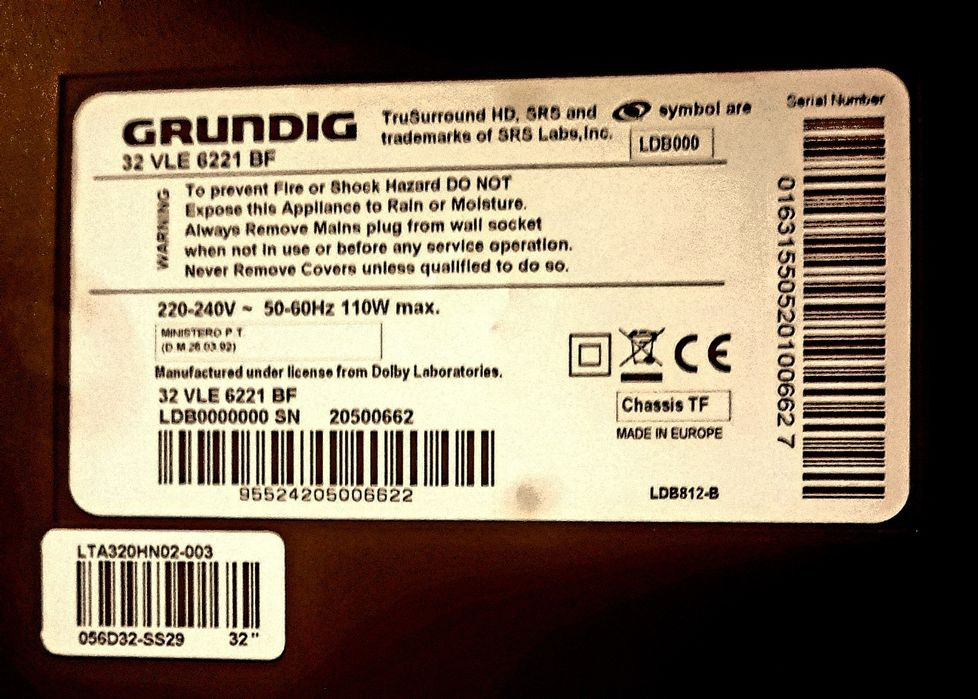 GRUNDIG
32 VLE 6221 BF
TruSurround HD, SRS and symbol are
trademarks of SRS Labs,Inc.
LDB000
Serial Number
WARNING
To prevent Fire or Shock Hazard DO NOT
Expose this Appliance to Rain or Moisture.
Always Remove Mains plug from wall socket
when not in use or before any service operation.
Never Remove Covers unless qualified to do so.
220-240V ~ 50-60Hz 110W max.
MINISTERO P.T.
(D M 26 03 92)
Manufactured under license from Dolby Laboratories.
32 VLE 6221 BF
LDB0000000 SN 20500662
95524205006622
CE
Chassis TF
MADE IN EUROPE
LDB812-B
016315505201006627
LTA320HN02-003
056D32-SS29 32"